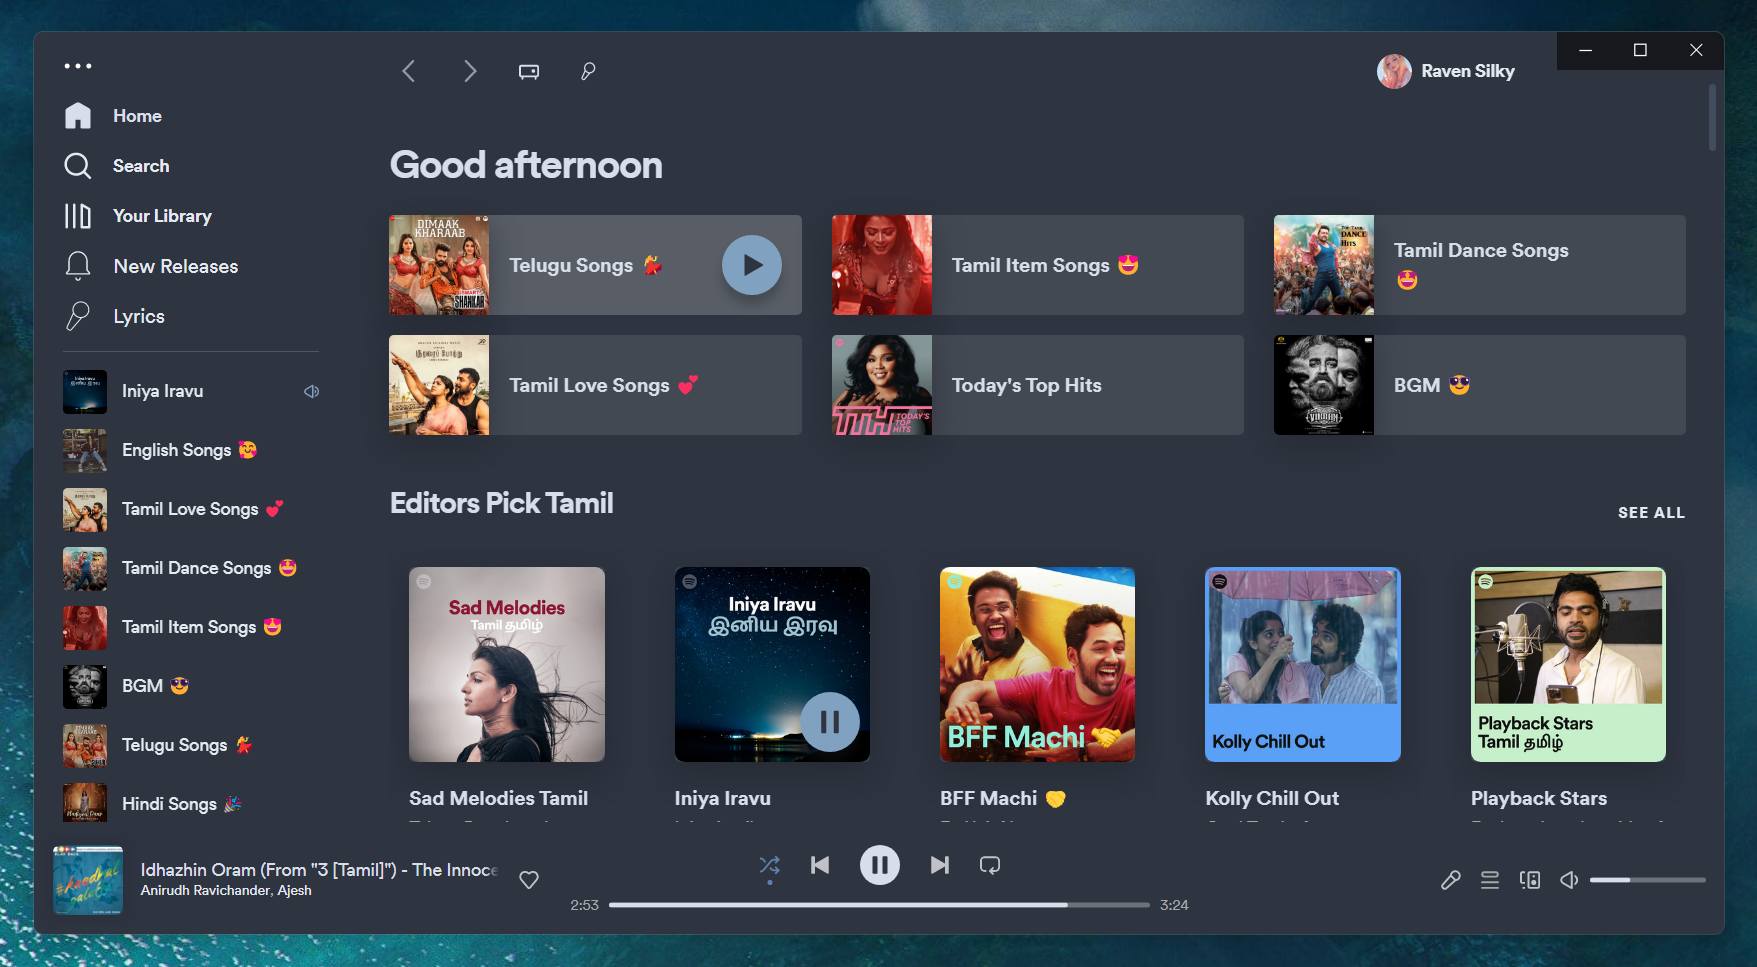 Raven Silky
Home
Search
Your Library
New Releases
Lyrics
Iniya Iravu
English Songs 🥰
Tamil Love Songs 💕
Tamil Dance Songs 🤩
Tamil Item Songs 😍
BGM 😎
Telugu Songs 💃
Hindi Songs 🎉
Good afternoon
DIMAAK
KHARAAB
SHANKAR
Telugu Songs 💃
Tamil Item Songs 😍
DANCE
HITS
Tamil Dance Songs
🤩
Tamil Love Songs 💕
TODAY'S
TOP
HITS
Today's Top Hits
VIKRAM
BGM 😎
Editors Pick Tamil
SEE ALL
Sad Melodies
Tamil தமிழ்
Iniya Iravu
இனிய இரவு
BFF Machi
Kolly Chill Out
Playback Stars
Tamil தமிழ்
Sad Melodies Tamil
Iniya Iravu
BFF Machi 🤝
Kolly Chill Out
Playback Stars
Idhazhin Oram (From "3 [Tamil]") - The Innoce
Anirudh Ravichander, Ajesh
2:53
3:24